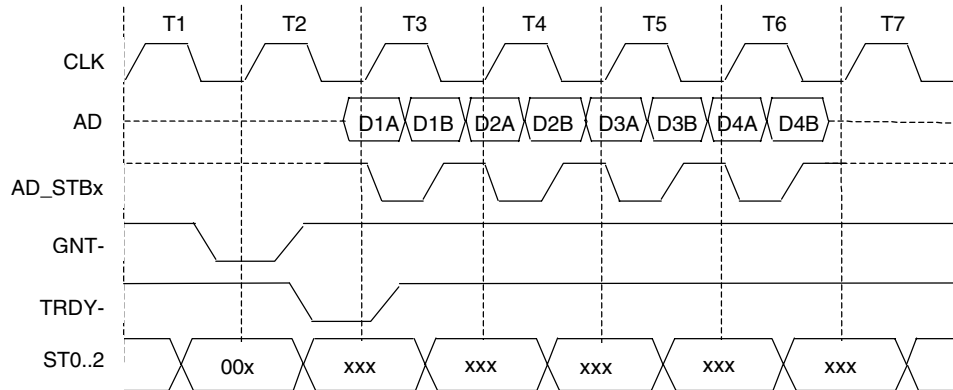 T1 T2 T3 T4 T5 T6 T7
CLK
AD D1A D1B D2A D2B D3A D3B D4A D4B
AD_STBx
GNT-
TRDY-
ST0..2 00x xxx xxx xxx xxx xxx